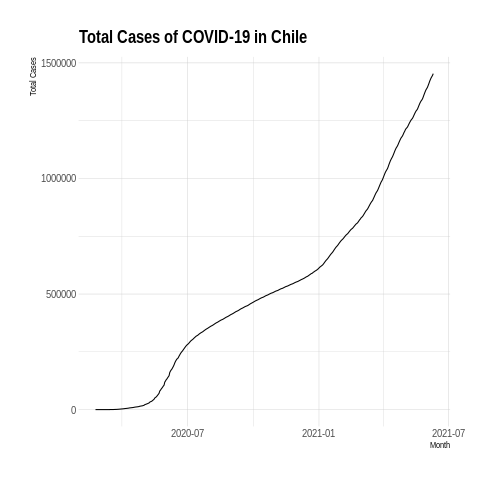 Total Cases of COVID-19 in Chile
Total Cases
1500000
1000000
500000
0
2020-07
2021-01
2021-07
Month